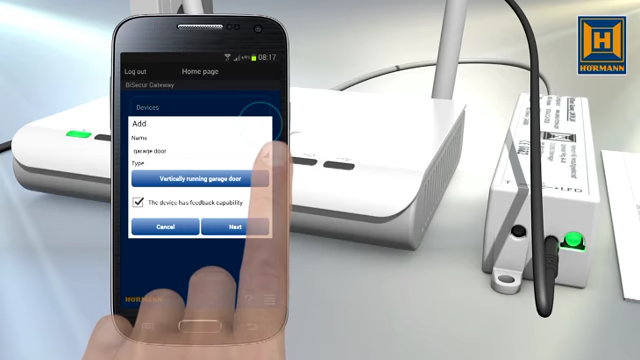 08:17
Log out
Home page
BiSecur Gateway
Devices
Add
Name
garage door
Type
Vertically running garage door
The device has feedback capability
Cancel
Next
HÖRMANN
HÖRMANN
LED